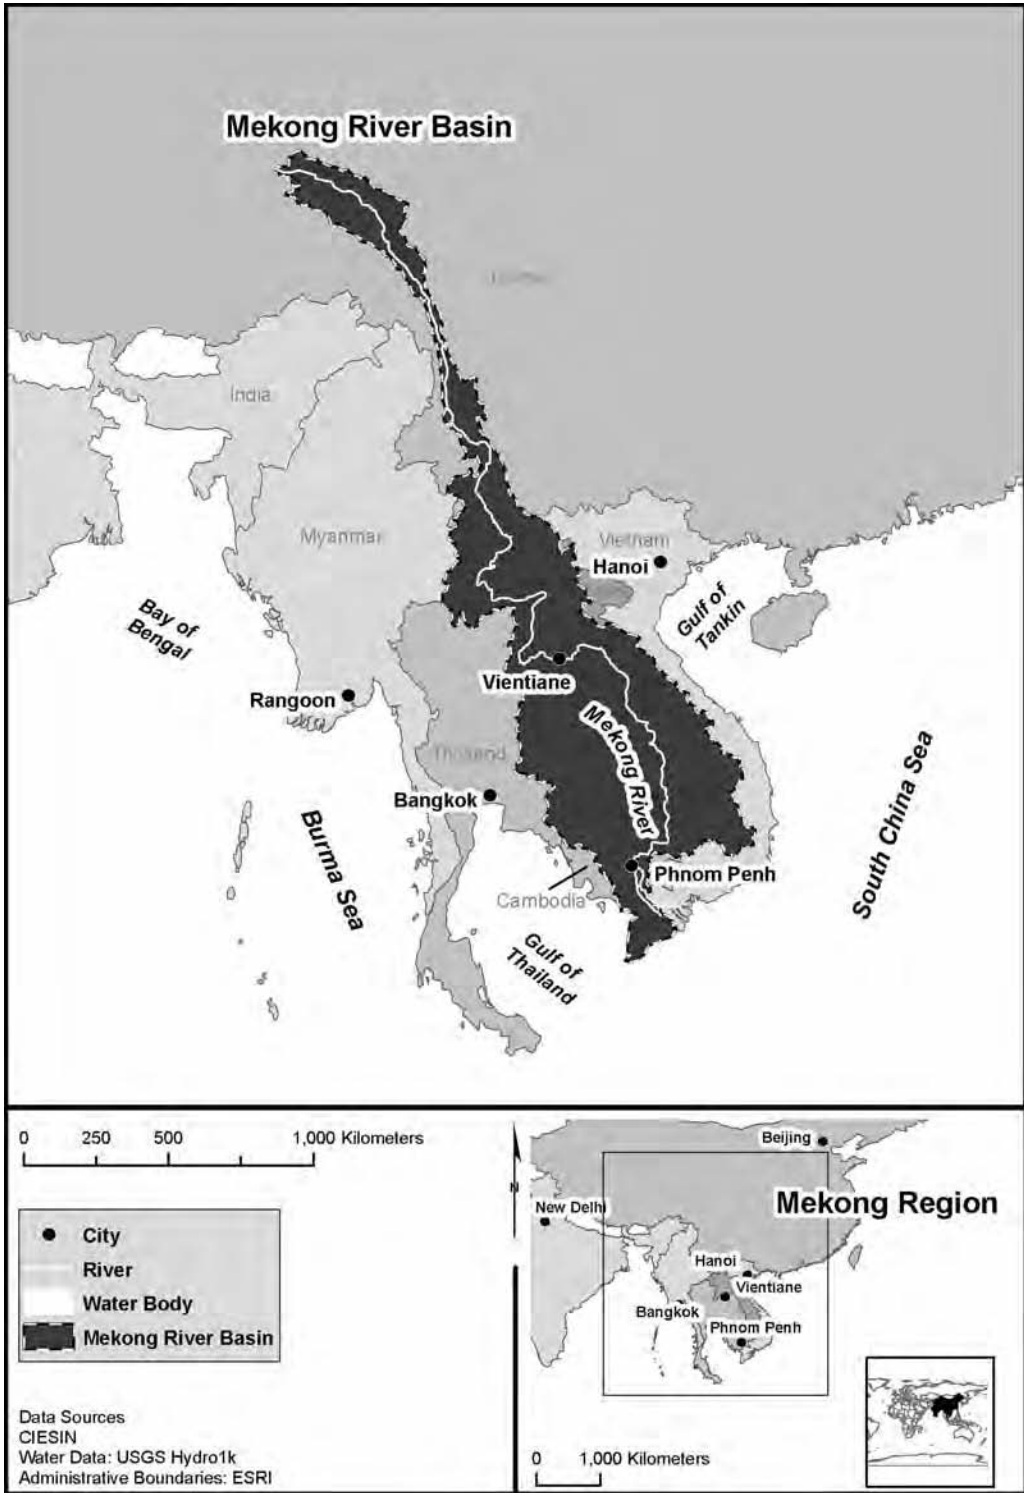 Mekong River Basin
India
Myanmar
Vietnam
Hanoi
Gulf of
Tankin
Bay of
Bengal
Vientiane
Rangoon
Mekong River
Thailand
Bangkok
Burma Sea
South China Sea
Phnom Penh
Cambodia
Gulf of
Thailand
0 250 500 1,000 Kilometers
N
City
River
Water Body
Mekong River Basin
Data Sources
CIESIN
Water Data: USGS Hydro1k
Administrative Boundaries: ESRI
Beijing
Mekong Region
New Delhi
Hanoi
Vientiane
Bangkok
Phnom Penh
0 1,000 Kilometers